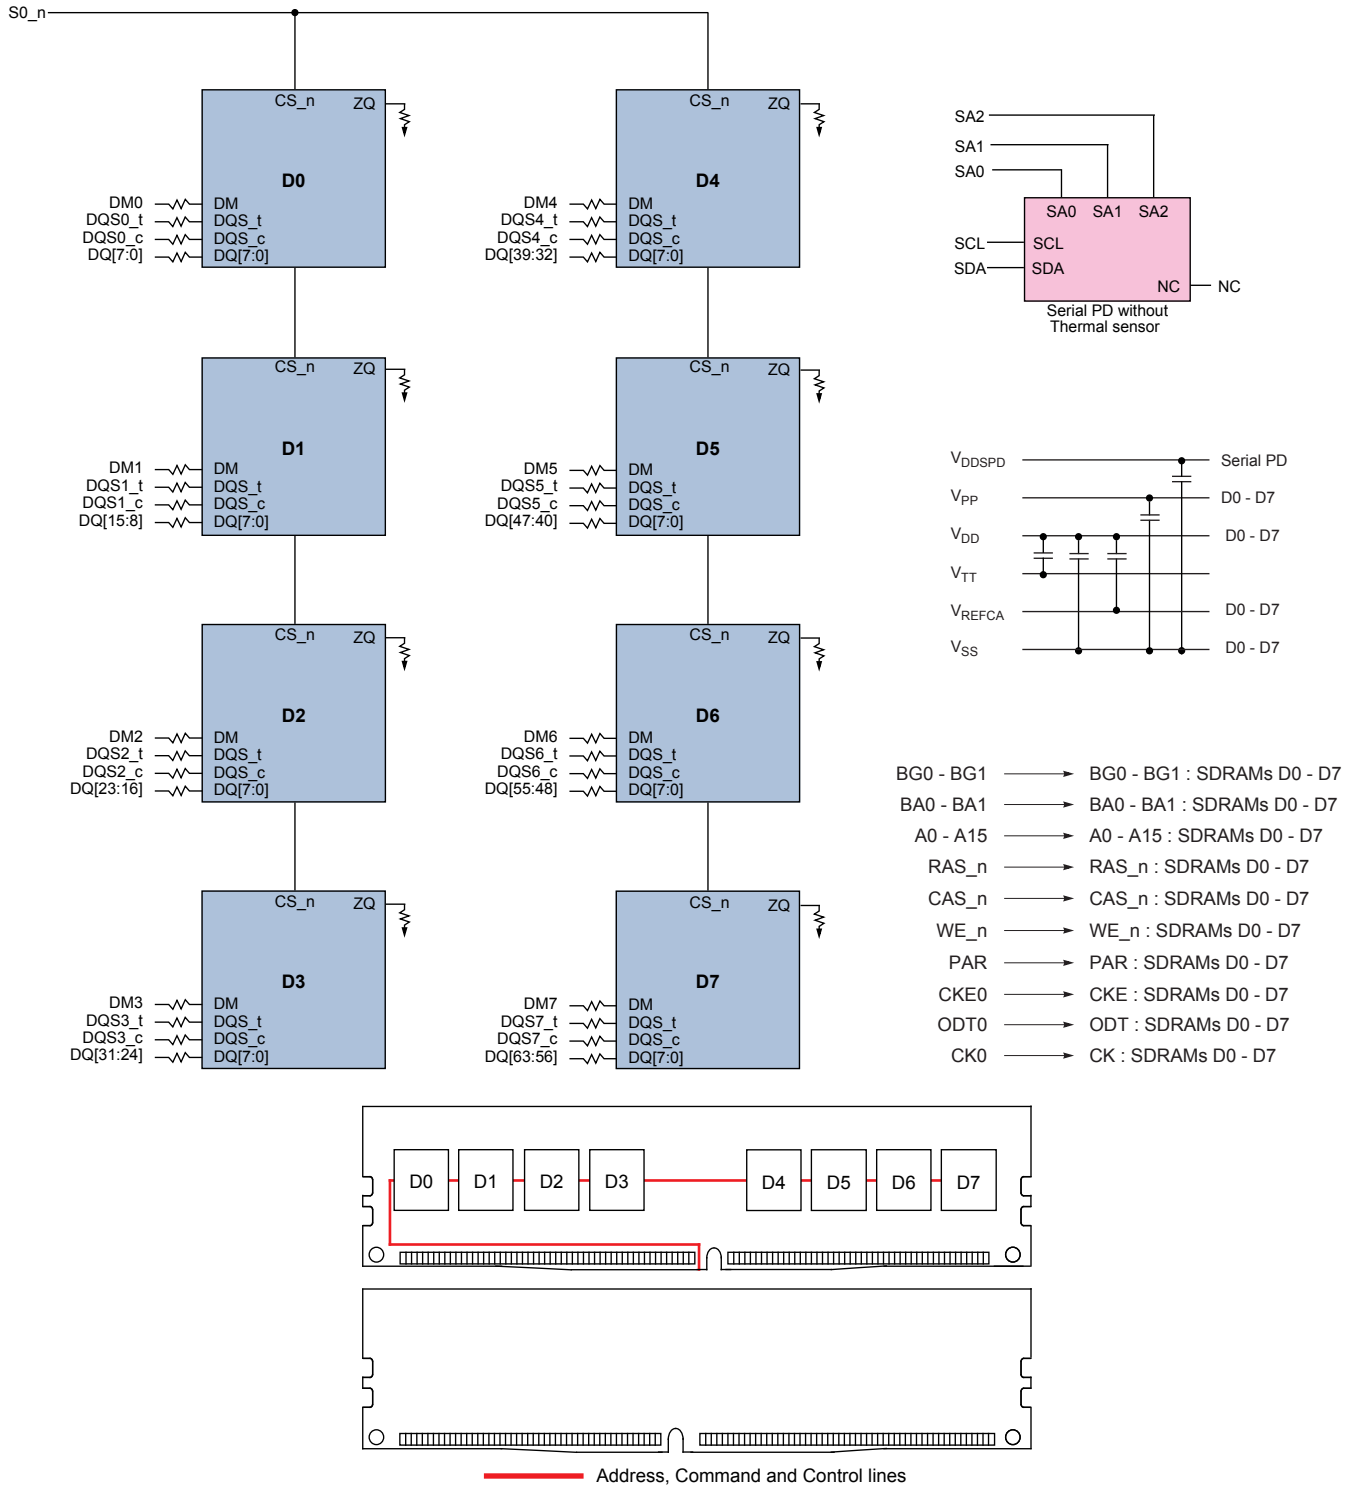 S0_n
CS_n ZQ
D0
DM0 DM
DQS0_t DQS_t
DQS0_c DQS_c
DQ[7:0] DQ[7:0]
CS_n ZQ
D4
DM4 DM
DQS4_t DQS_t
DQS4_c DQS_c
DQ[39:32] DQ[7:0]
CS_n ZQ
D1
DM1 DM
DQS1_t DQS_t
DQS1_c DQS_c
DQ[15:8] DQ[7:0]
CS_n ZQ
D5
DM5 DM
DQS5_t DQS_t
DQS5_c DQS_c
DQ[47:40] DQ[7:0]
CS_n ZQ
D2
DM2 DM
DQS2_t DQS_t
DQS2_c DQS_c
DQ[23:16] DQ[7:0]
CS_n ZQ
D6
DM6 DM
DQS6_t DQS_t
DQS6_c DQS_c
DQ[55:48] DQ[7:0]
CS_n ZQ
D3
DM3 DM
DQS3_t DQS_t
DQS3_c DQS_c
DQ[31:24] DQ[7:0]
CS_n ZQ
D7
DM7 DM
DQS7_t DQS_t
DQS7_c DQS_c
DQ[63:56] DQ[7:0]
SA2
SA1
SA0
SA0 SA1 SA2
SCL SCL
SDA SDA
NC NC
Serial PD without
Thermal sensor
VDDSPD Serial PD
VPP D0 - D7
VDD D0 - D7
VTT
VREFCA D0 - D7
VSS D0 - D7
BG0 - BG1 BG0 - BG1 : SDRAMs D0 - D7
BA0 - BA1 BA0 - BA1 : SDRAMs D0 - D7
A0 - A15 A0 - A15 : SDRAMs D0 - D7
RAS_n RAS_n : SDRAMs D0 - D7
CAS_n CAS_n : SDRAMs D0 - D7
WE_n WE_n : SDRAMs D0 - D7
PAR PAR : SDRAMs D0 - D7
CKE0 CKE : SDRAMs D0 - D7
ODT0 ODT : SDRAMs D0 - D7
CK0 CK : SDRAMs D0 - D7
D0 D1 D2 D3 D4 D5 D6 D7
Address, Command and Control lines